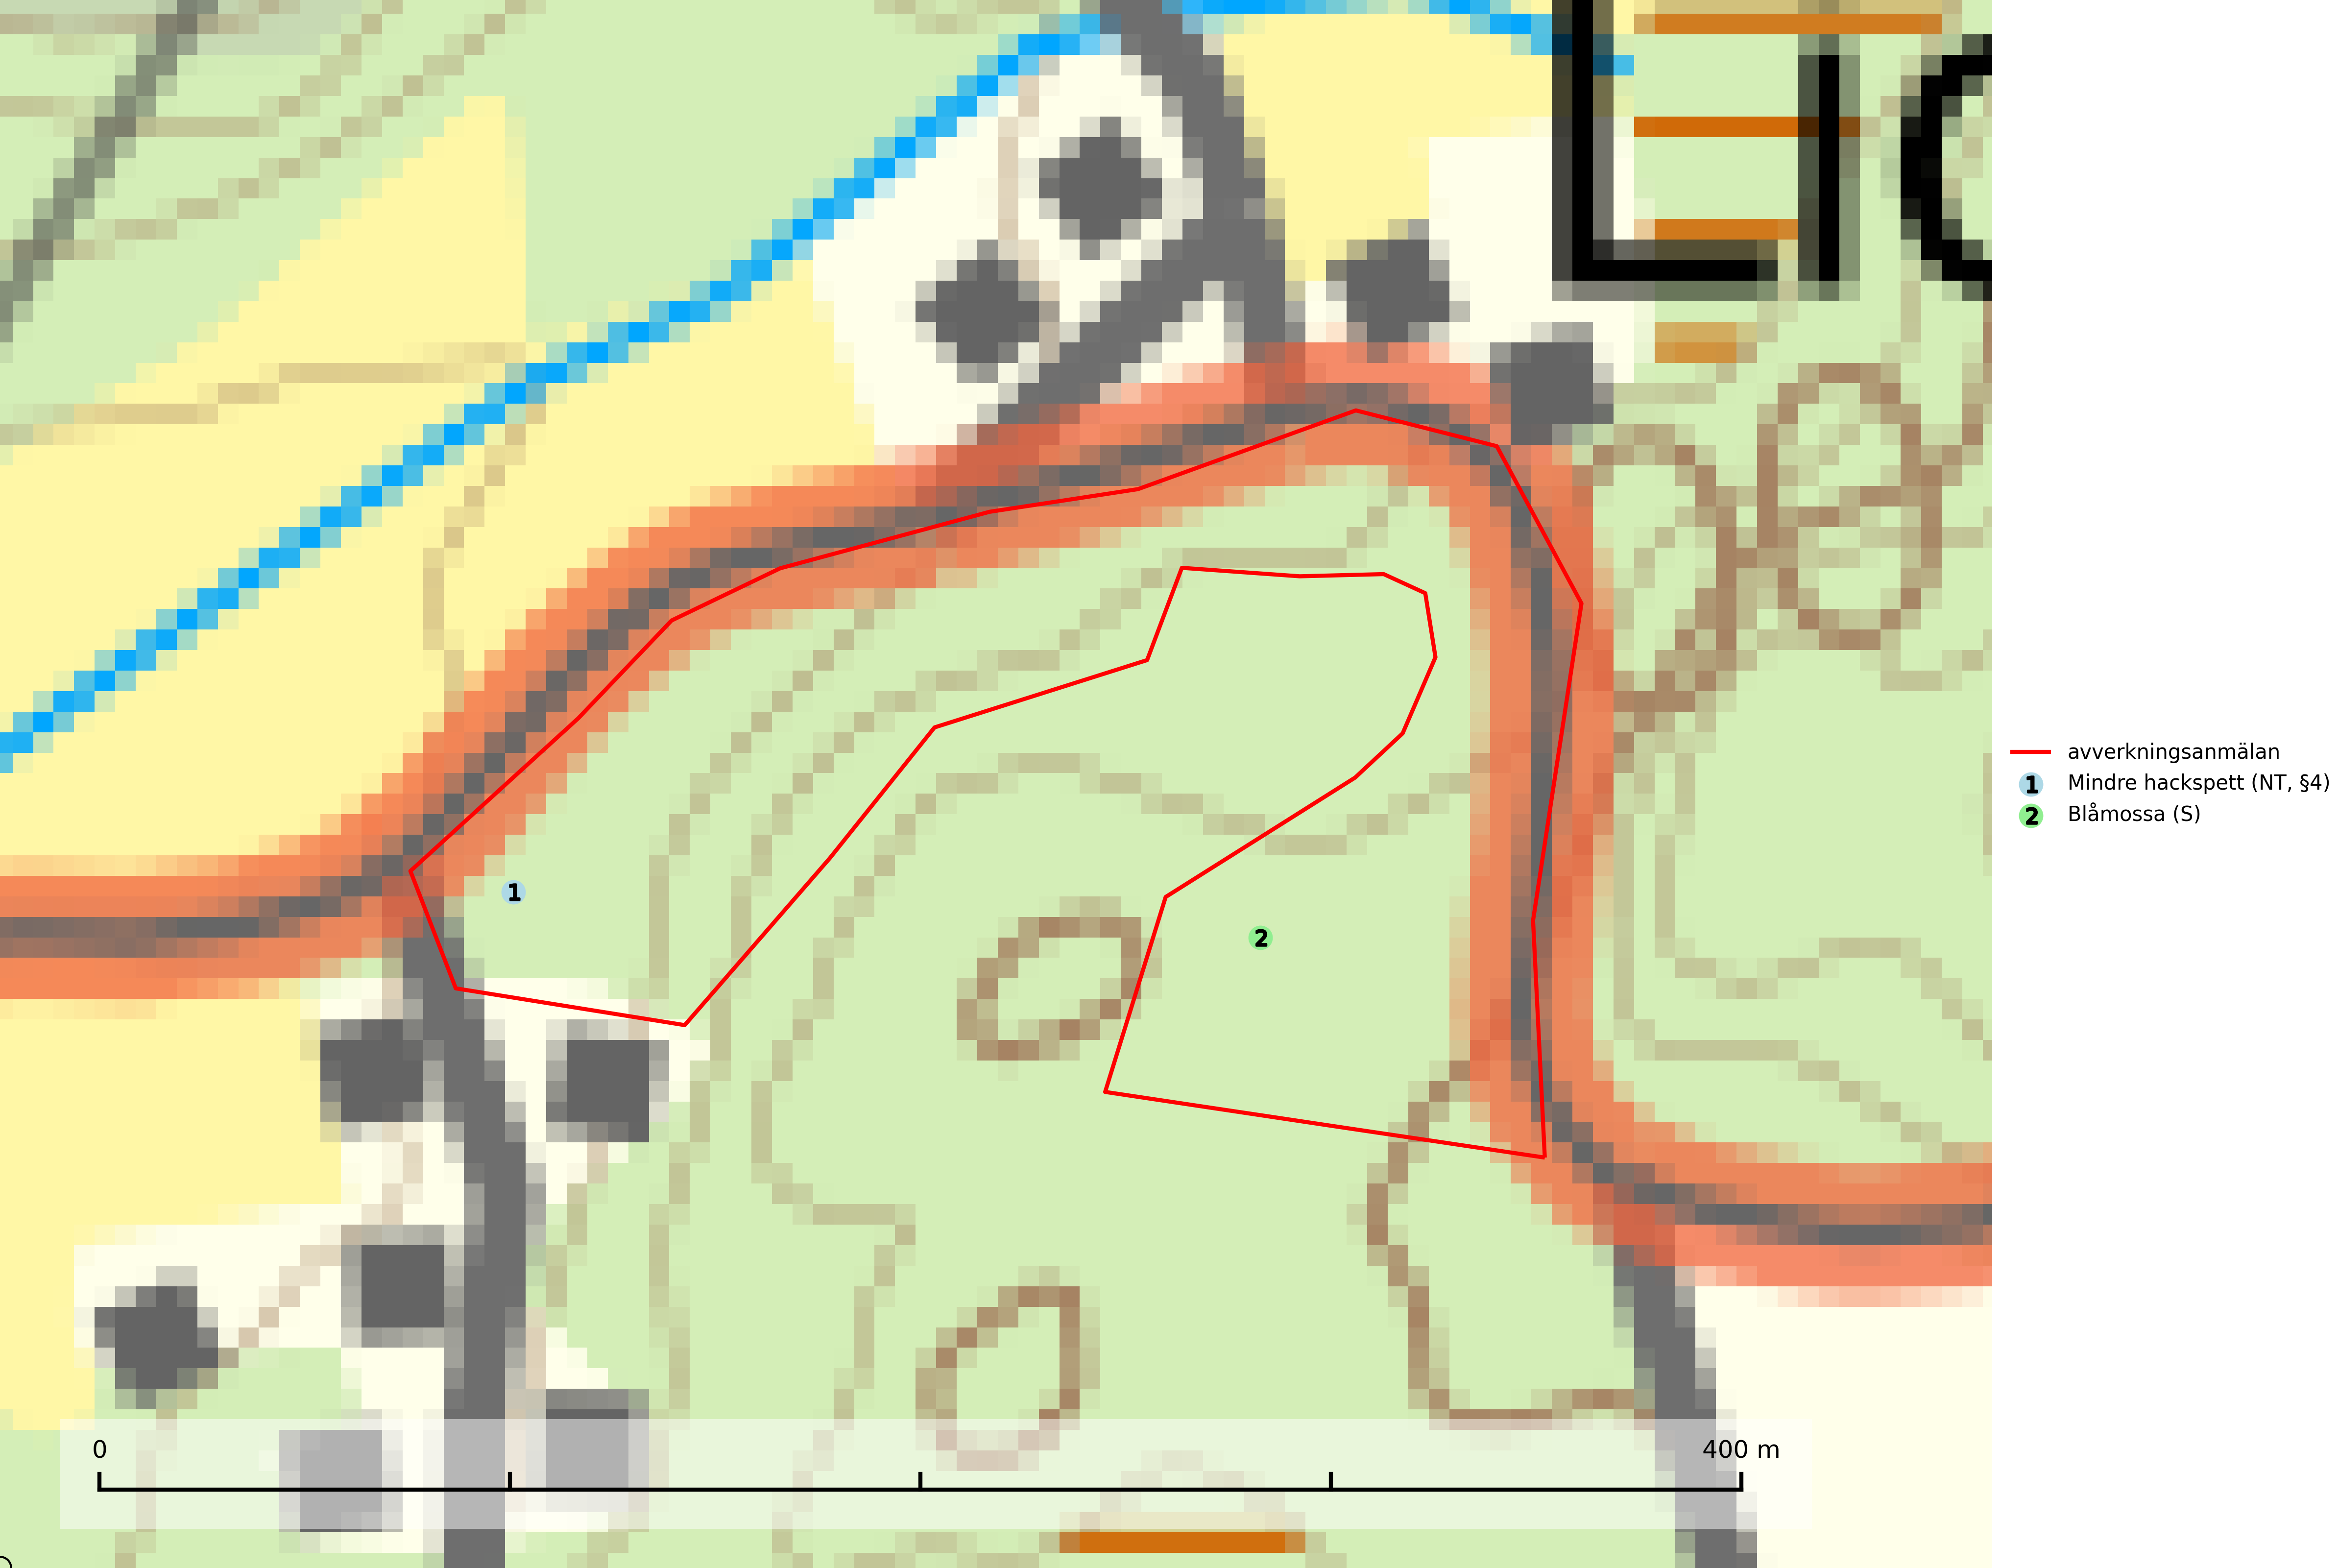 1
2
avverkningsanmälan
1 Mindre hackspett (NT, §4)
2 Blåmossa (S)
0 400 m